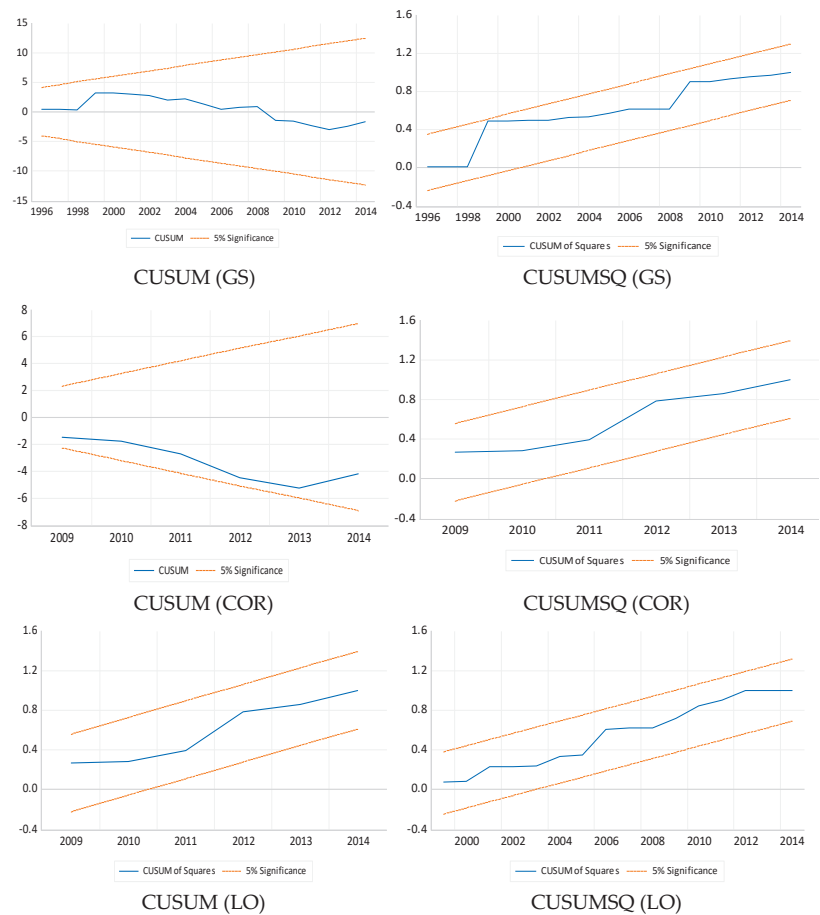 15
10
5
0
-5
-10
-15
1996 1998 2000 2002 2004 2006 2008 2010 2012 2014
CUSUM 5% Significance
CUSUM (GS)
1.6
1.2
0.8
0.4
0.0
-0.4
1996 1998 2000 2002 2004 2006 2008 2010 2012 2014
CUSUM of Squares 5% Significance
CUSUMSQ (GS)
8
6
4
2
0
-2
-4
-6
-8
2009 2010 2011 2012 2013 2014
CUSUM 5% Significance
CUSUM (COR)
1.6
1.2
0.8
0.4
0.0
-0.4
2009 2010 2011 2012 2013 2014
CUSUM of Squares 5% Significance
CUSUMSQ (COR)
1.6
1.2
0.8
0.4
0.0
-0.4
2009 2010 2011 2012 2013 2014
CUSUM of Squares 5% Significance
CUSUM (LO)
1.6
1.2
0.8
0.4
0.0
-0.4
2000 2002 2004 2006 2008 2010 2012 2014
CUSUM of Squares 5% Significance
CUSUMSQ (LO)